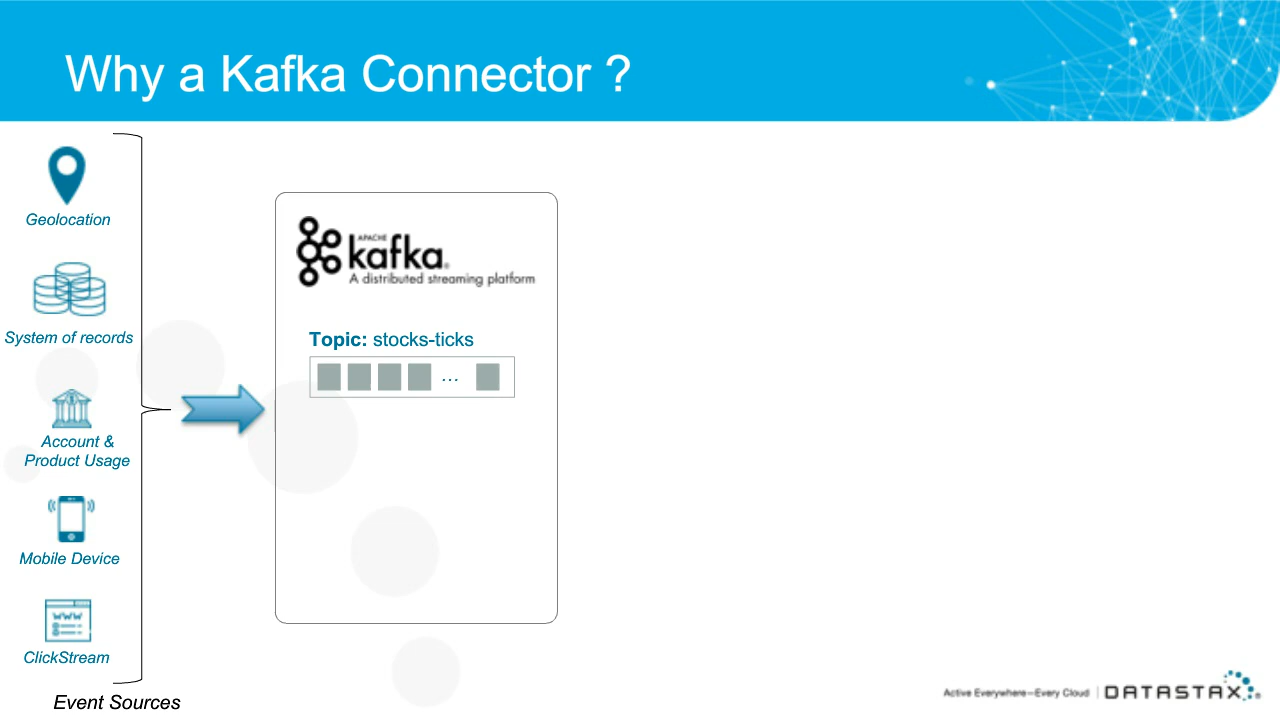 Why a Kafka Connector ?
Geolocation
System of records
Account &
Product Usage
Mobile Device
WWW
ClickStream
Event Sources
APACHE
kafka®
A distributed streaming platform
Topic: stocks-ticks
...
Active Everywhere—Every Cloud | DATASTAX®